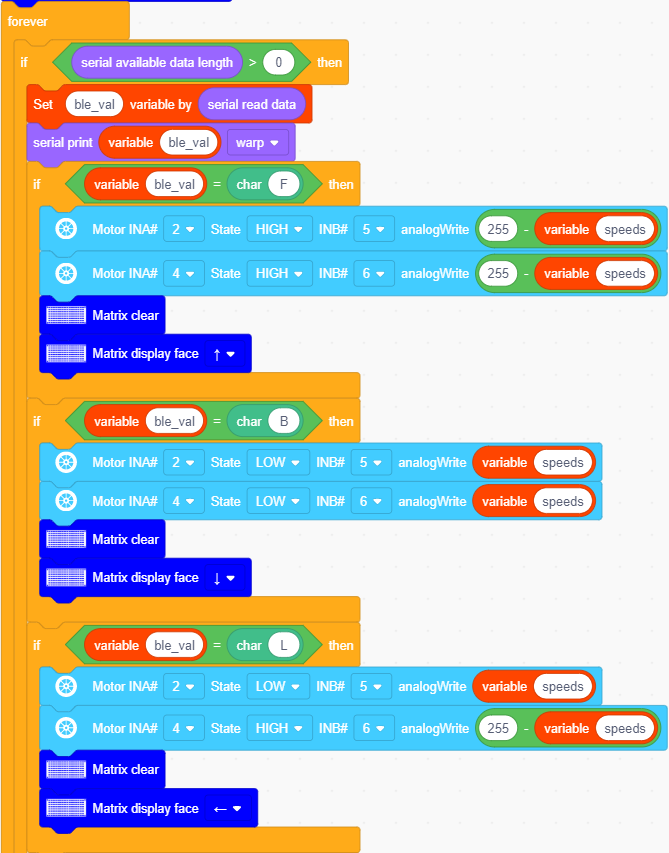 forever
if serial available data length > 0 then
Set ble_val variable by serial read data
serial print variable ble_val warp
if variable ble_val = char F then
Motor INA# 2 State HIGH INB# 5 analogWrite 255 - variable speeds
Motor INA# 4 State HIGH INB# 6 analogWrite 255 - variable speeds
Matrix clear
Matrix display face ↑
if variable ble_val = char B then
Motor INA# 2 State LOW INB# 5 analogWrite variable speeds
Motor INA# 4 State LOW INB# 6 analogWrite variable speeds
Matrix clear
Matrix display face ↓
if variable ble_val = char L then
Motor INA# 2 State LOW INB# 5 analogWrite variable speeds
Motor INA# 4 State HIGH INB# 6 analogWrite 255 - variable speeds
Matrix clear
Matrix display face ←